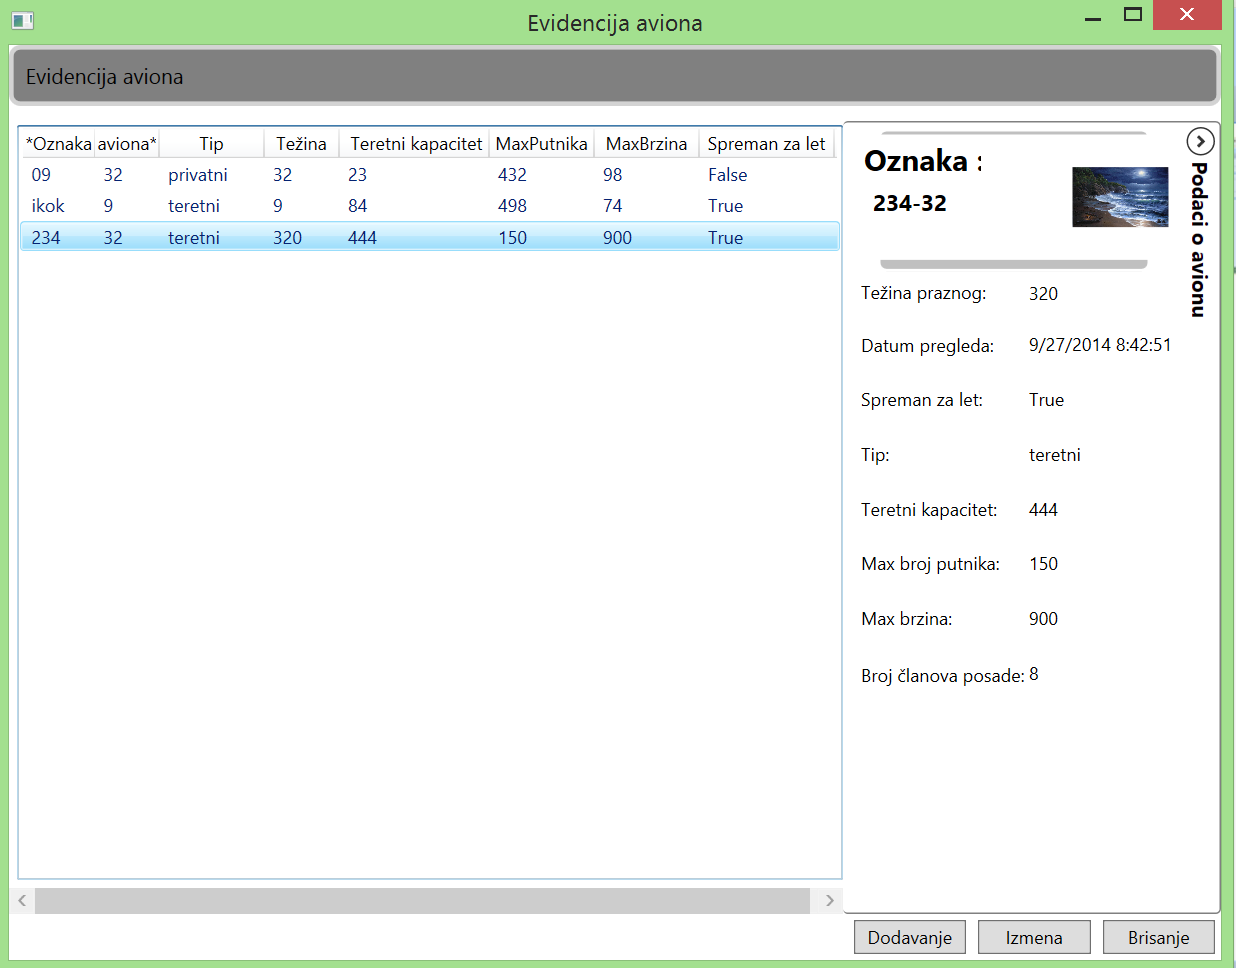 Evidencija aviona
Evidencija aviona
*Oznaka aviona* Tip Težina Teretni kapacitet MaxPutnika MaxBrzina Spreman za let
09 32 privatni 32 23 432 98 False
ikok 9 teretni 9 84 498 74 True
234 32 teretni 320 444 150 900 True
Oznaka :
234-32
Podaci o avionu
Težina praznog: 320
Datum pregleda: 9/27/2014 8:42:51
Spreman za let: True
Tip: teretni
Teretni kapacitet: 444
Max broj putnika: 150
Max brzina: 900
Broj članova posade: 8
Dodavanje Izmena Brisanje